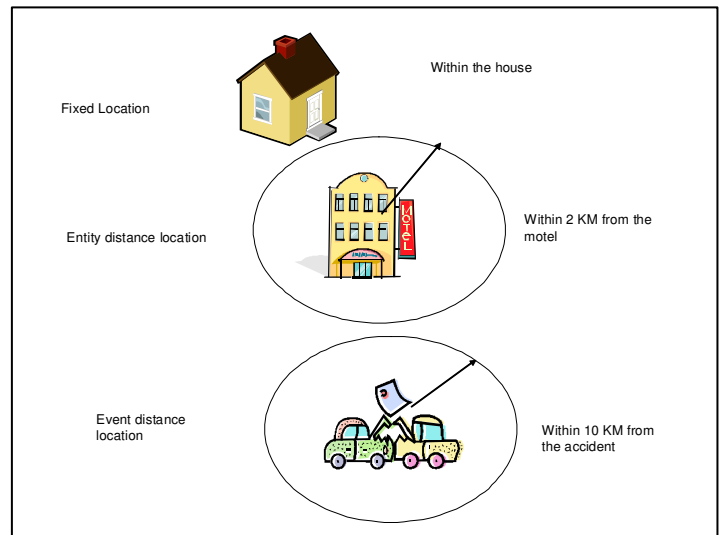 Within the house
Fixed Location
MOTEL
Entity distance location
Within 2 KM from the
motel
Event distance
location
Within 10 KM from
the accident